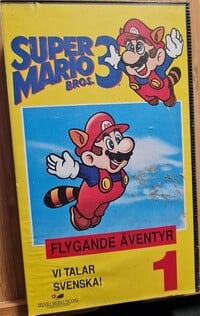 SUPER
MARIO 3
BROS.
FLYGANDE ÄVENTYR
VI TALAR
SVENSKA!
1